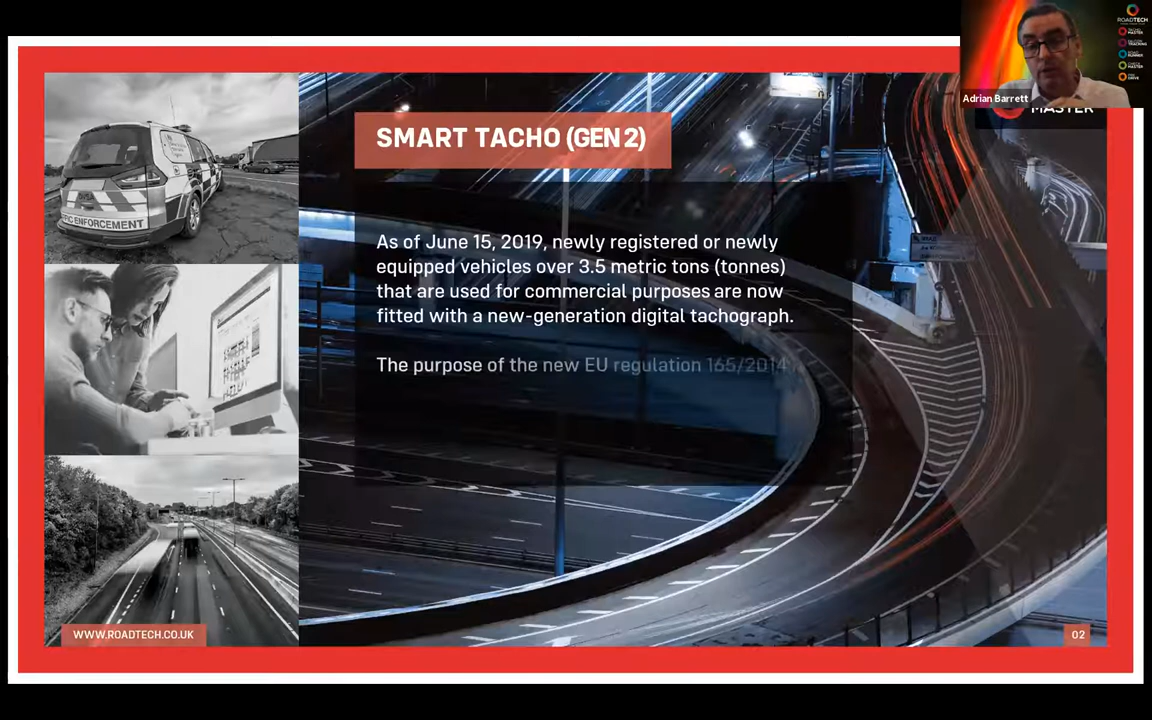 SMART TACHO (GEN 2)
As of June 15, 2019, newly registered or newly
equipped vehicles over 3.5 metric tons (tonnes)
that are used for commercial purposes are now
fitted with a new-generation digital tachograph.
The purpose of the new EU regulation 165/2014
WWW.ROADTECH.CO.UK
02
Adrian Barrett
ROADTECH
MASTER